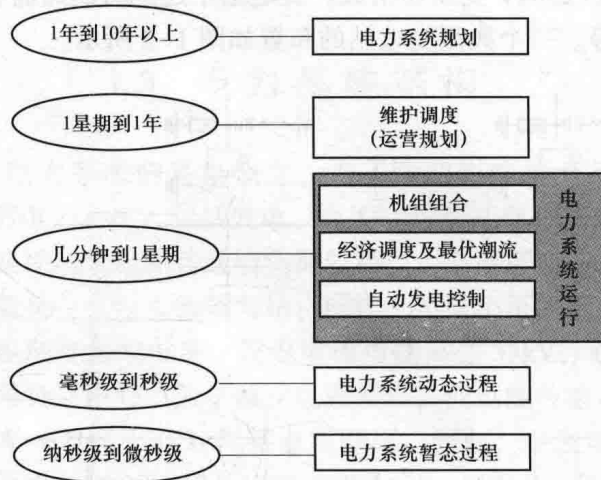 1年到10年以上
电力系统规划
1星期到1年
维护调度
(运营规划)
几分钟到1星期
机组组合
经济调度及最优潮流
自动发电控制
电力系统运行
毫秒级到秒级
电力系统动态过程
纳秒级到微秒级
电力系统暂态过程